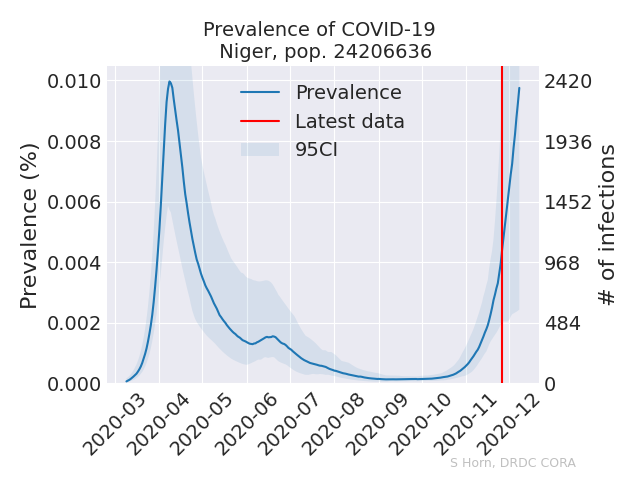 Prevalence of COVID-19
Niger, pop. 24206636
Prevalence
Latest data
95CI
Prevalence (%)
0.010
0.008
0.006
0.004
0.002
0.000
2420
1936
1452
968
484
0
# of infections
2020-03
2020-04
2020-05
2020-06
2020-07
2020-08
2020-09
2020-10
2020-11
2020-12
S Horn, DRDC CORA